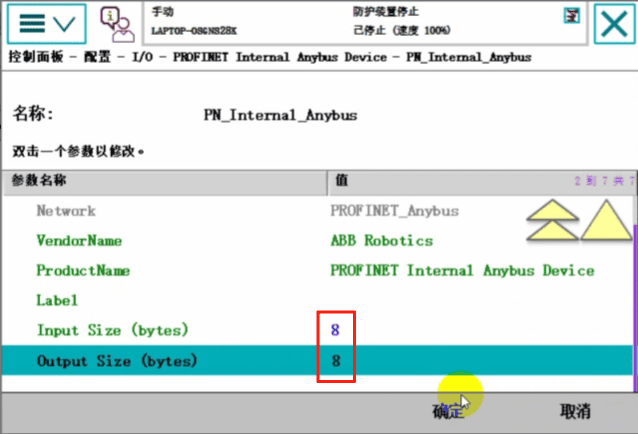 手动
防护装置停止
LAPTOP-OS6NS28K
已停止 (速度 100%)
控制面板 - 配置 - I/O - PROFINET Internal Anybus Device - PN_Internal_Anybus
名称:
PN_Internal_Anybus
双击一个参数以修改。
参数名称
值
2 到 7 共 7
Network
PROFINET_Anybus
VendorName
ABB Robotics
ProductName
PROFINET Internal Anybus Device
Label
Input Size (bytes)
8
Output Size (bytes)
8
确定
取消